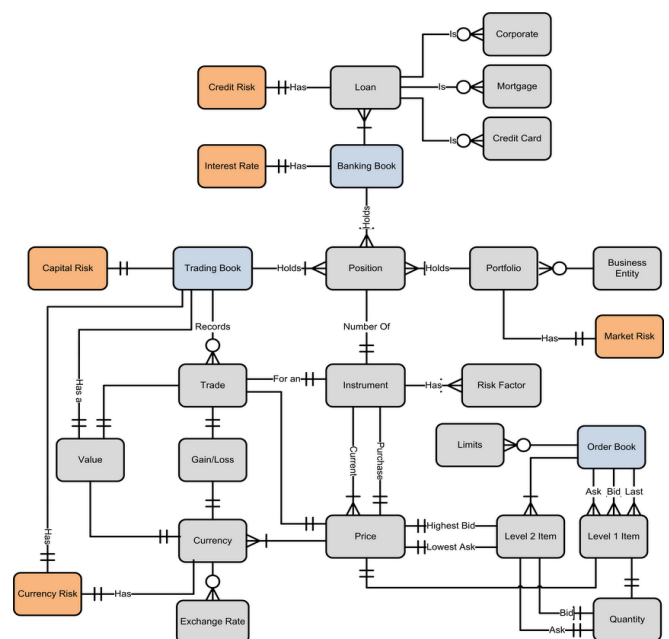 Corporate
Is
Credit Risk
Has
Loan
Is
Mortgage
Is
Credit Card
Interest Rate
Has
Banking Book
Holds
Capital Risk
Trading Book
Holds
Position
Holds
Portfolio
Business
Entity
Records
Number Of
Has
Market Risk
Has a
Trade
For an
Instrument
Has
Risk Factor
Value
Gain/Loss
Current
Purchase
Limits
Order Book
Ask
Bid
Last
Has
Currency
Price
Highest Bid
Lowest Ask
Level 2 Item
Level 1 Item
Currency Risk
Has
Exchange Rate
Bid
Ask
Quantity